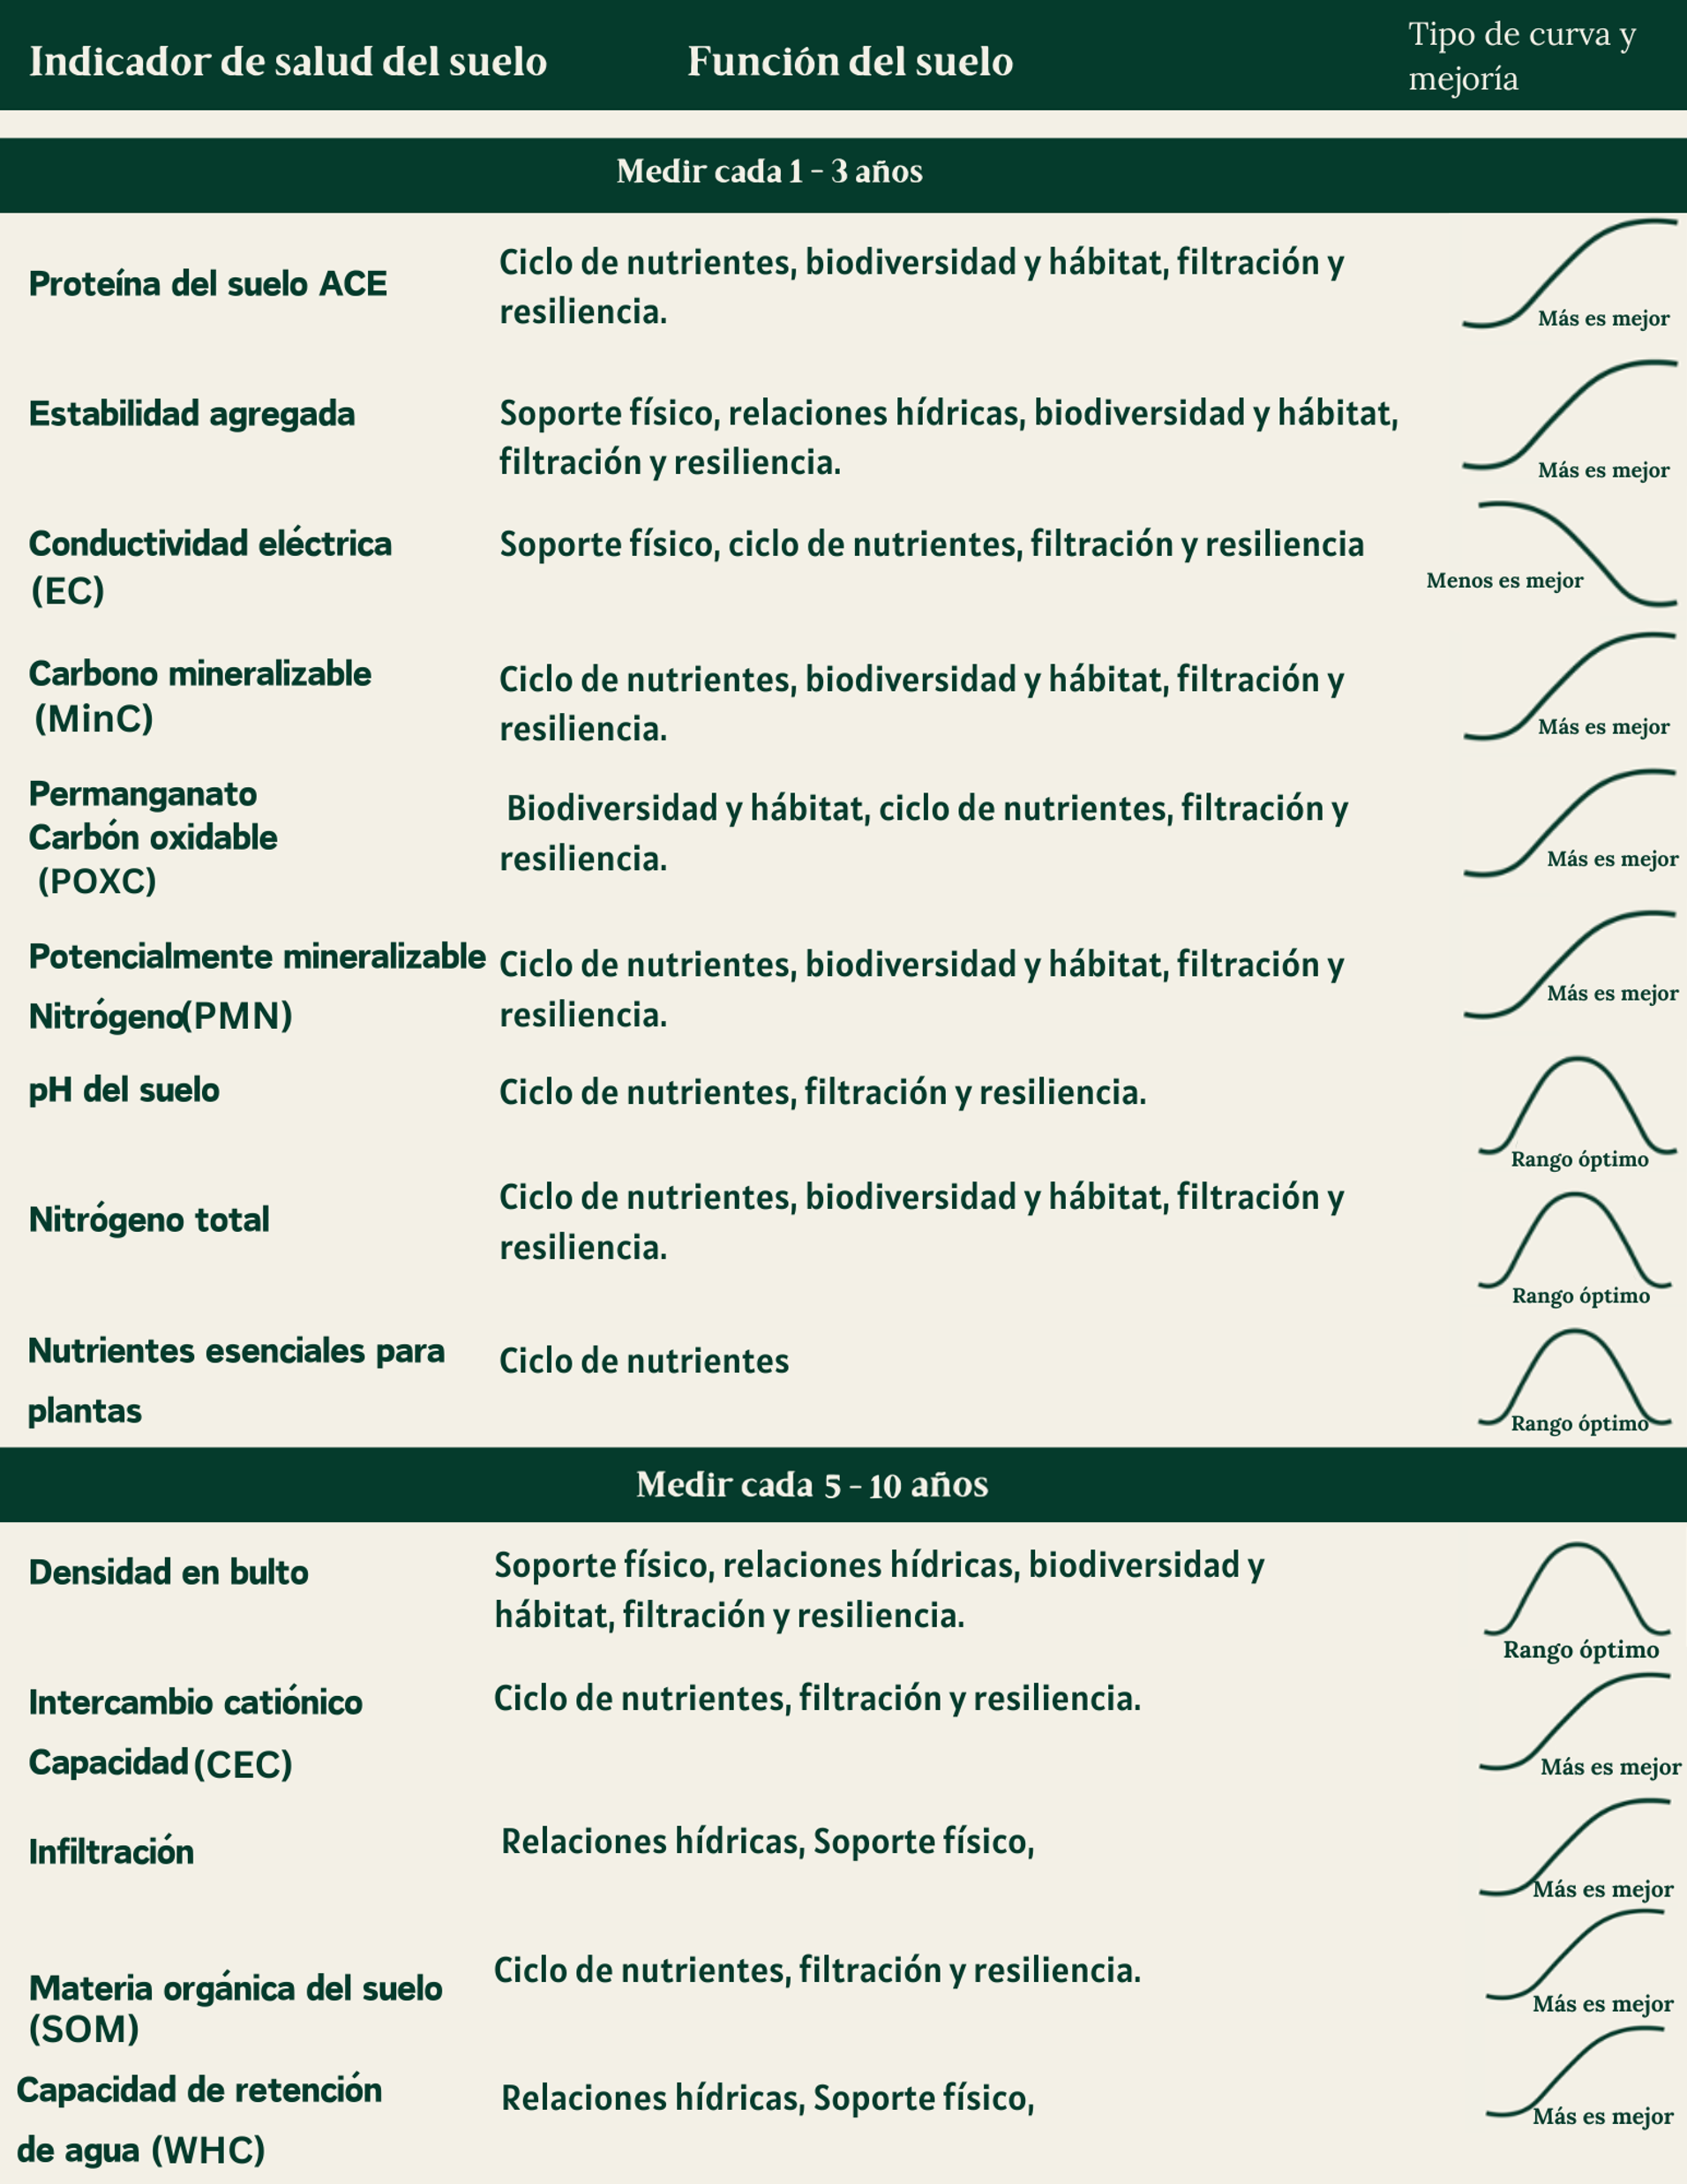 Indicador de salud del suelo
Función del suelo
Tipo de curva y
mejoría
Medir cada 1 - 3 años
Proteína del suelo ACE
Ciclo de nutrientes, biodiversidad y hábitat, filtración y
resiliencia.
Más es mejor
Estabilidad agregada
Soporte físico, relaciones hídricas, biodiversidad y hábitat,
filtración y resiliencia.
Más es mejor
Conductividad eléctrica
(EC)
Soporte físico, ciclo de nutrientes, filtración y resiliencia
Menos es mejor
Carbono mineralizable
(MinC)
Ciclo de nutrientes, biodiversidad y hábitat, filtración y
resiliencia.
Más es mejor
Permanganato
Carbón oxidable
(POXC)
Biodiversidad y hábitat, ciclo de nutrientes, filtración y
resiliencia.
Más es mejor
Potencialmente mineralizable
Nitrógeno(PMN)
Ciclo de nutrientes, biodiversidad y hábitat, filtración y
resiliencia.
Más es mejor
pH del suelo
Ciclo de nutrientes, filtración y resiliencia.
Rango óptimo
Nitrógeno total
Ciclo de nutrientes, biodiversidad y hábitat, filtración y
resiliencia.
Rango óptimo
Nutrientes esenciales para
plantas
Ciclo de nutrientes
Rango óptimo
Medir cada 5 - 10 años
Densidad en bulto
Soporte físico, relaciones hídricas, biodiversidad y
hábitat, filtración y resiliencia.
Rango óptimo
Intercambio catiónico
Capacidad (CEC)
Ciclo de nutrientes, filtración y resiliencia.
Más es mejor
Infiltración
Relaciones hídricas, Soporte físico,
Más es mejor
Materia orgánica del suelo
(SOM)
Ciclo de nutrientes, filtración y resiliencia.
Más es mejor
Capacidad de retención
de agua (WHC)
Relaciones hídricas, Soporte físico,
Más es mejor